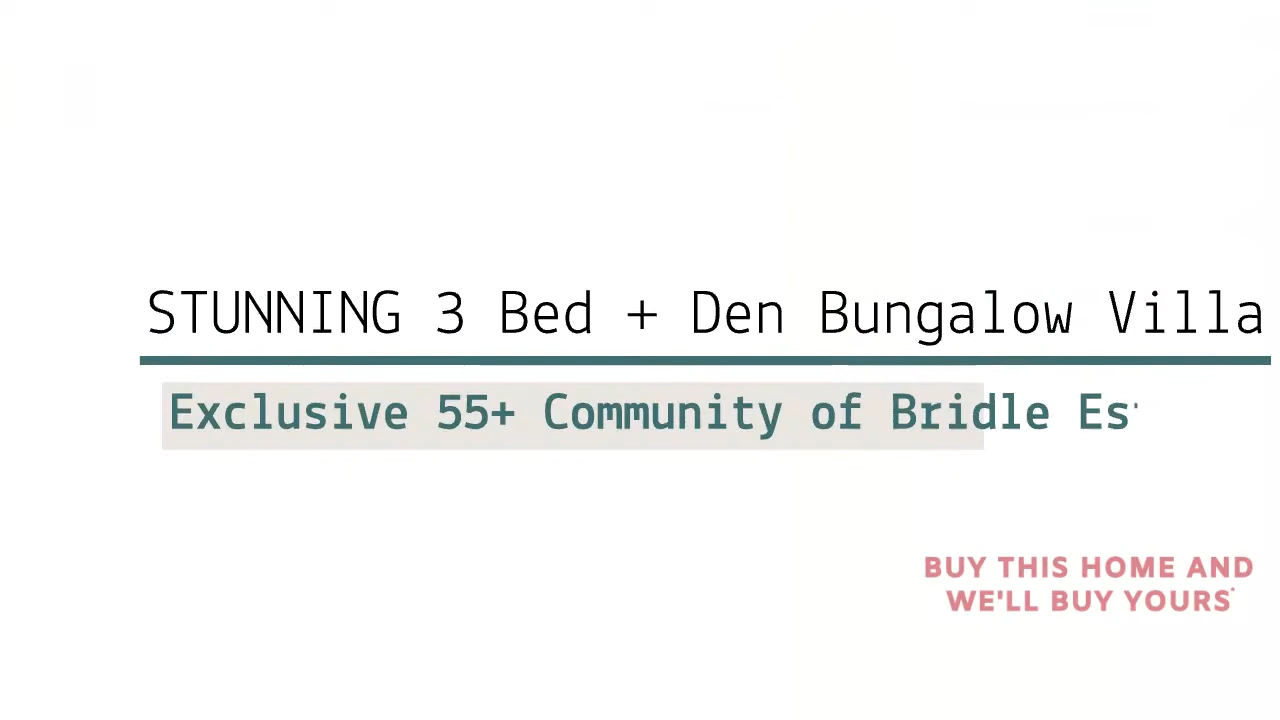 STUNNING 3 Bed + Den Bungalow Villa
Exclusive 55+ Community of Bridle Es
BUY THIS HOME AND
WE'LL BUY YOURS*